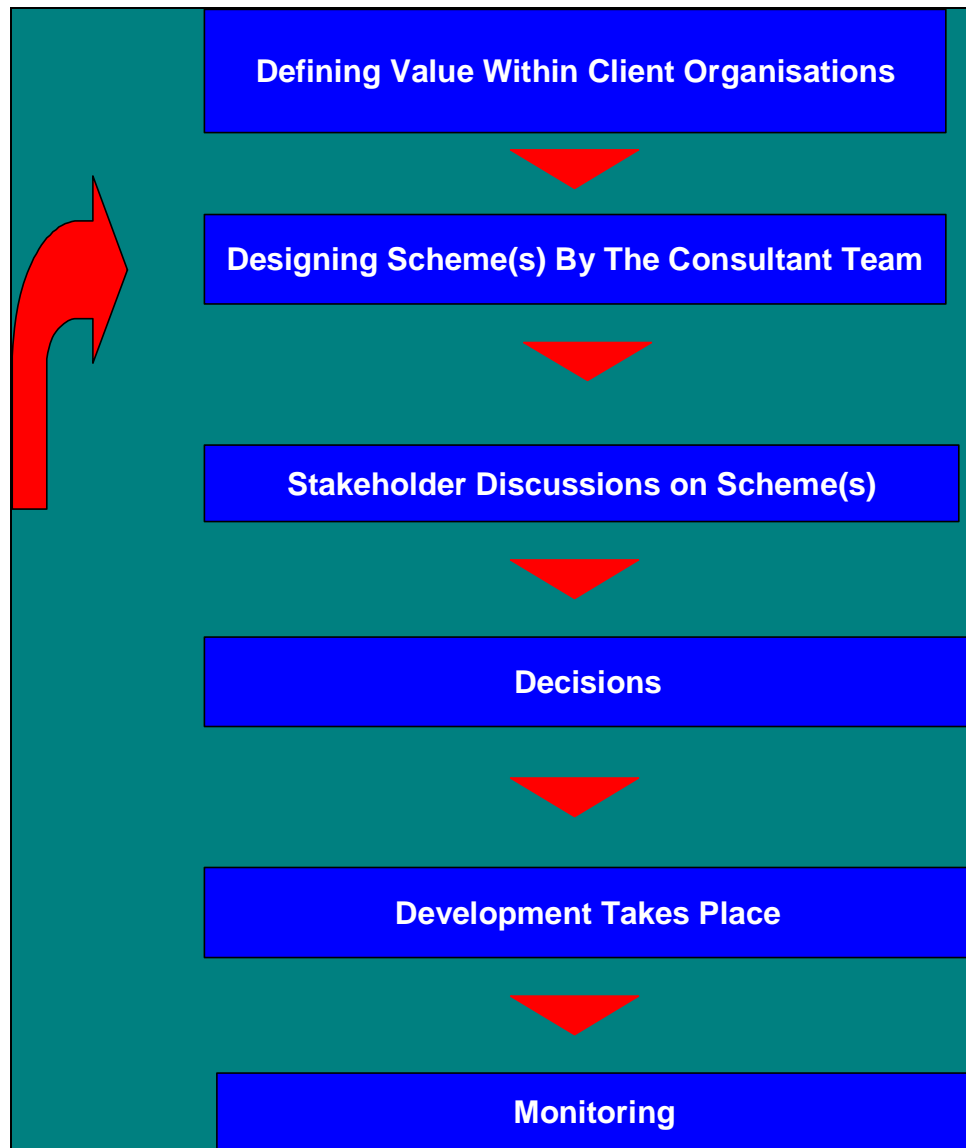 Defining Value Within Client Organisations
Designing Scheme(s) By The Consultant Team
Stakeholder Discussions on Scheme(s)
Decisions
Development Takes Place
Monitoring